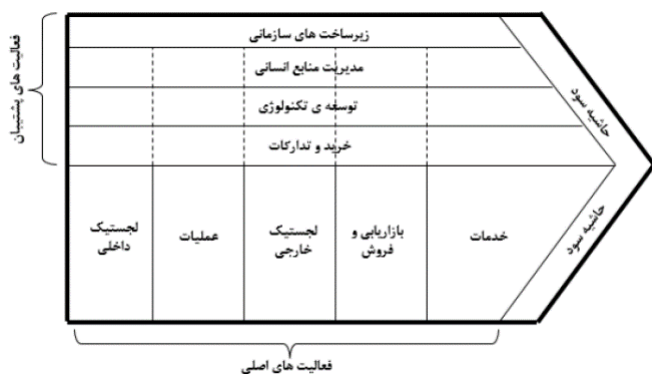 زیرساخت های سازمانی
مدیریت منابع انسانی
توسعه ی تکنولوژی
خرید و تدارکات
فعالیت های پشتیبان
حاشیه سود
حاشیه سود
لجستیک
داخلی
عملیات
لجستیک
خارجی
بازاریابی و
فروش
خدمات
فعالیت های اصلی